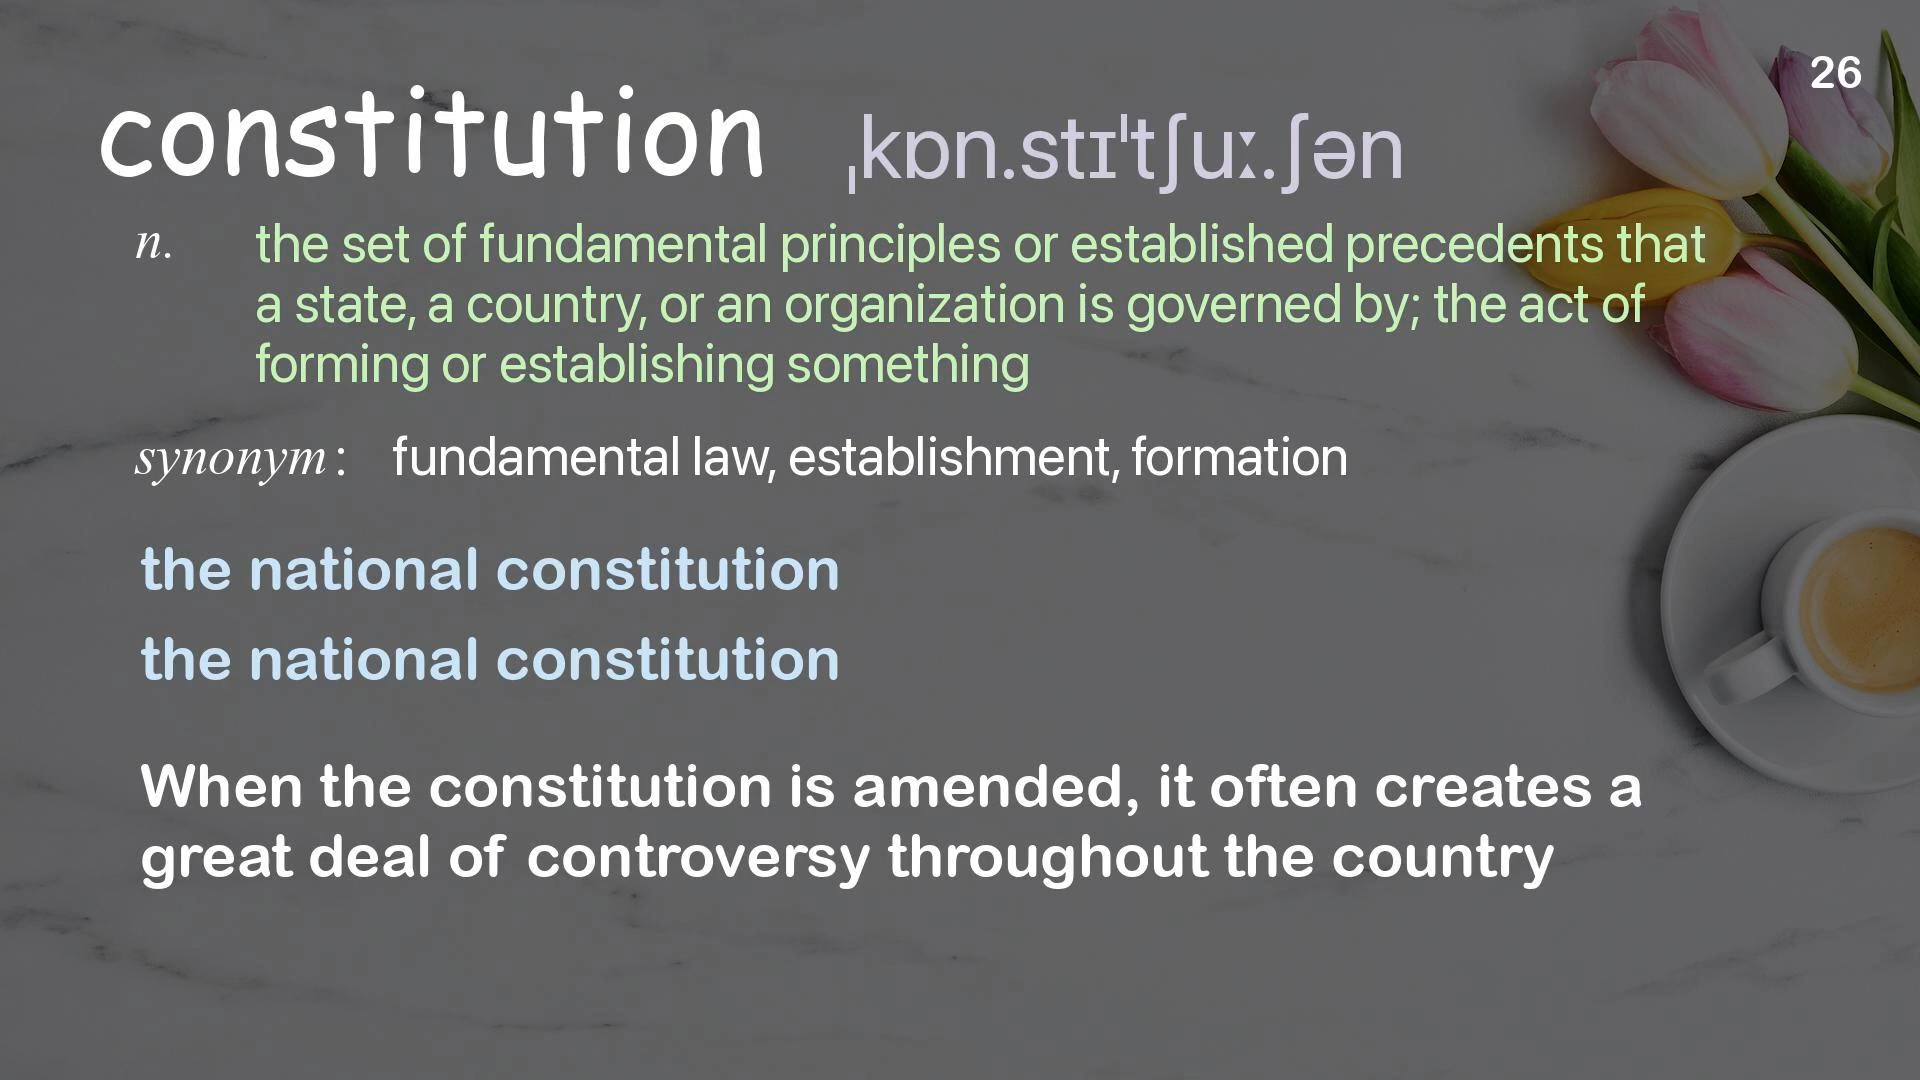 26
constitution ˌkɒn.stɪˈtʃuː.ʃən
n. the set of fundamental principles or established precedents that
a state, a country, or an organization is governed by; the act of
forming or establishing something
synonym : fundamental law, establishment, formation
the national constitution
the national constitution
When the constitution is amended, it often creates a
great deal of controversy throughout the country